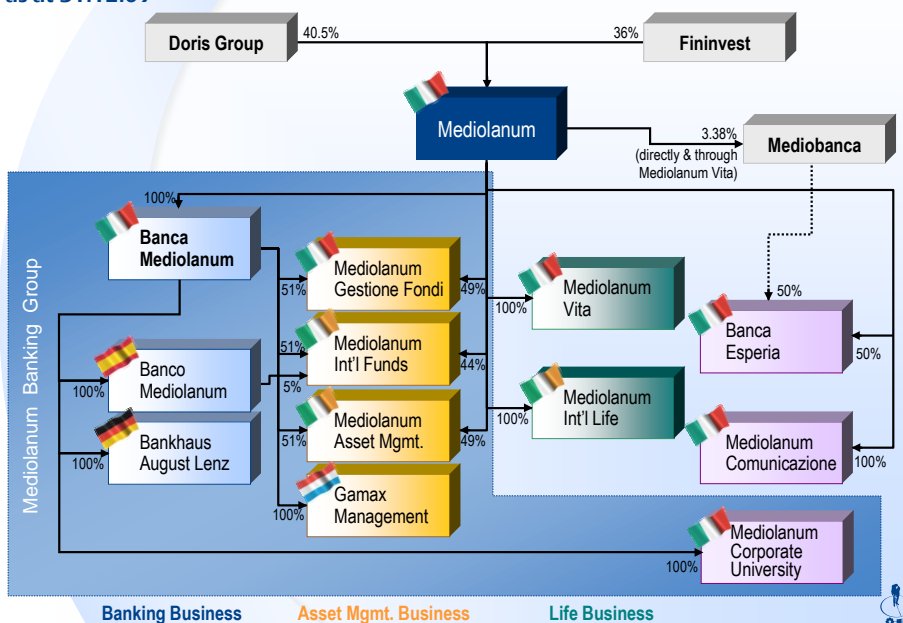 40.5%
36%
Doris Group
Fininvest
Mediolanum
3.38%
(directly & through
Mediolanum Vita)
Mediobanca
Mediolanum Banking Group
100%
Banca
Mediolanum
Mediolanum
Gestione Fondi
51%
49%
Mediolanum
Vita
100%
50%
Banca
Esperia
50%
Banco
Mediolanum
100%
51%
5%
Mediolanum
Int'l Funds
44%
Mediolanum
Int'l Life
100%
Bankhaus
August Lenz
100%
Mediolanum
Asset Mgmt.
51%
49%
Mediolanum
Comunicazione
100%
Gamax
Management
100%
Mediolanum
Corporate
University
100%
Banking Business
Asset Mgmt. Business
Life Business